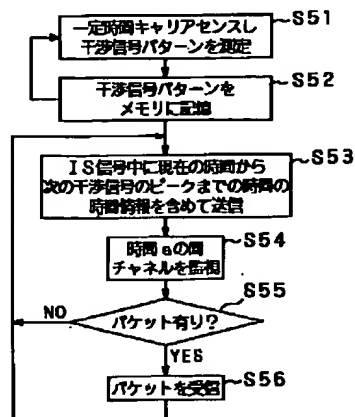 一定時間キャリアセンスし
干渉信号パターンを測定
S51
干渉信号パターンを
メモリに記憶
S52
IS信号中に現在の時間から
次の干渉信号のピークまでの時間の
時間情報を含めて送信
S53
時間aの間
チャネルを監視
S54
パケット有り?
S55
NO
YES
パケットを受信
S56